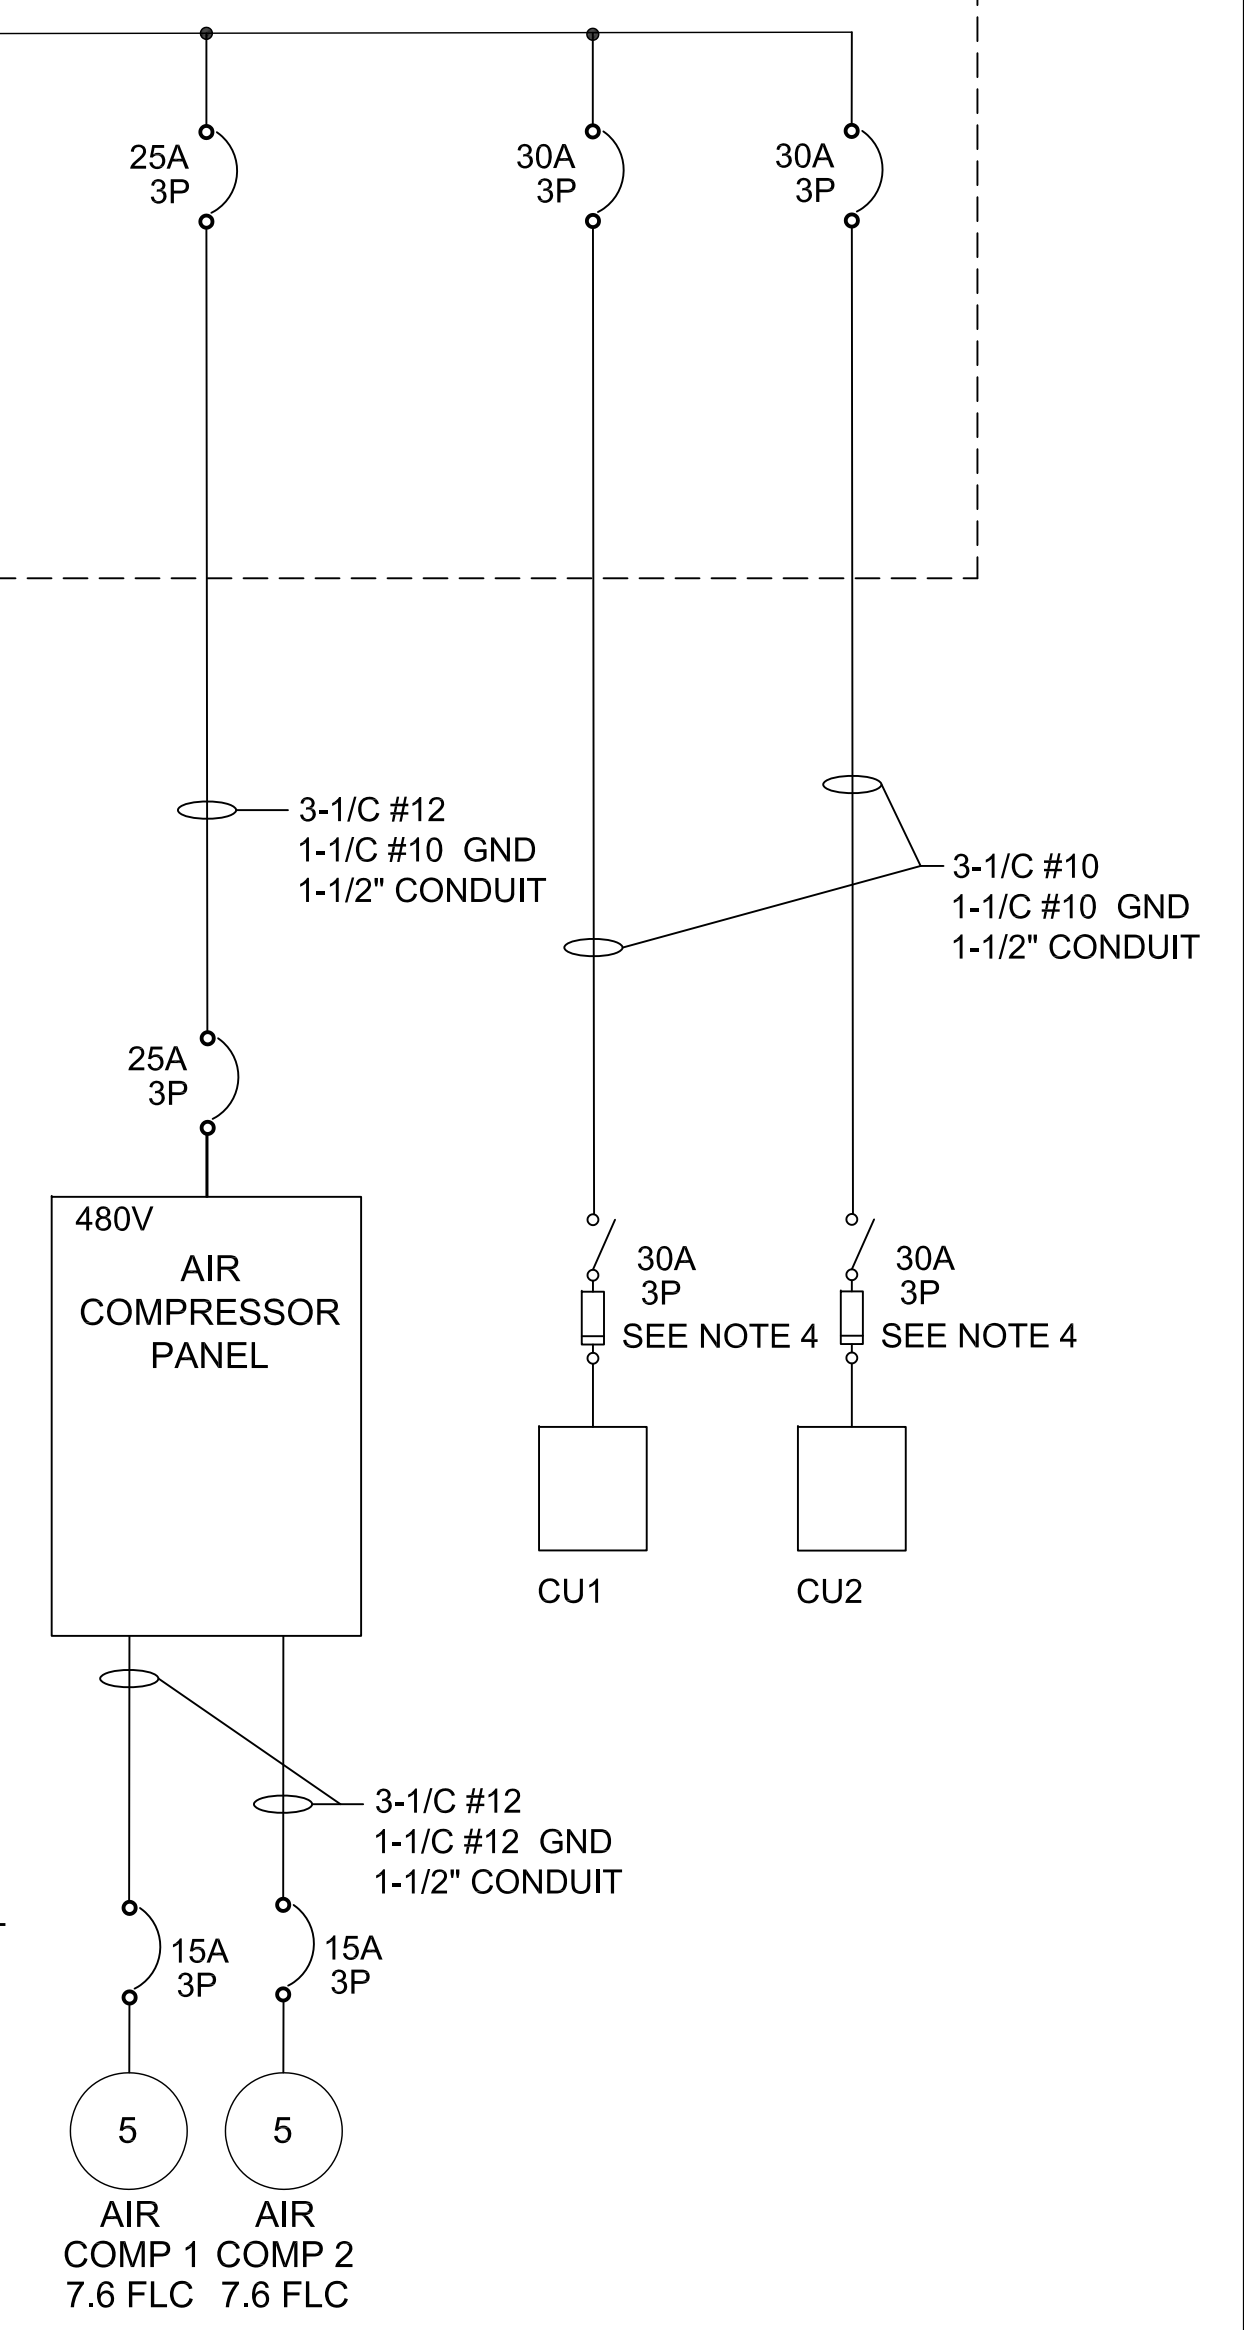 25A
3P
30A
3P
30A
3P
3-1/C #12
1-1/C #10 GND
1-1/2" CONDUIT
3-1/C #10
1-1/C #10 GND
1-1/2" CONDUIT
25A
3P
480V
AIR
COMPRESSOR
PANEL
30A
3P
SEE NOTE 4
30A
3P
SEE NOTE 4
CU1
CU2
3-1/C #12
1-1/C #12 GND
1-1/2" CONDUIT
15A
3P
15A
3P
5
5
AIR
COMP 1
7.6 FLC
AIR
COMP 2
7.6 FLC